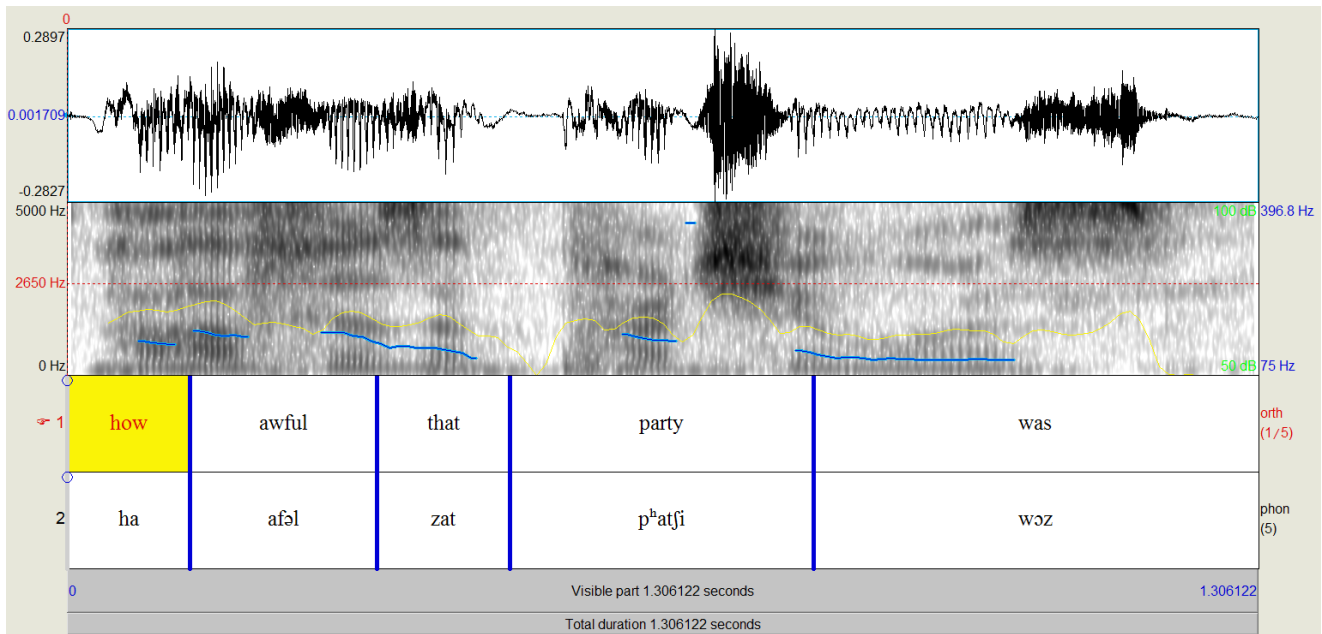 0
0.2897
0.001709
-0.2827
5000 Hz 100 dB 396.8 Hz
2650 Hz
0 Hz 50 dB 75 Hz
☞ 1 how awful that party was orth (1/5)
2 ha afəl zat pʰatʃi wɔz phon (5)
0 Visible part 1.306122 seconds 1.306122
Total duration 1.306122 seconds